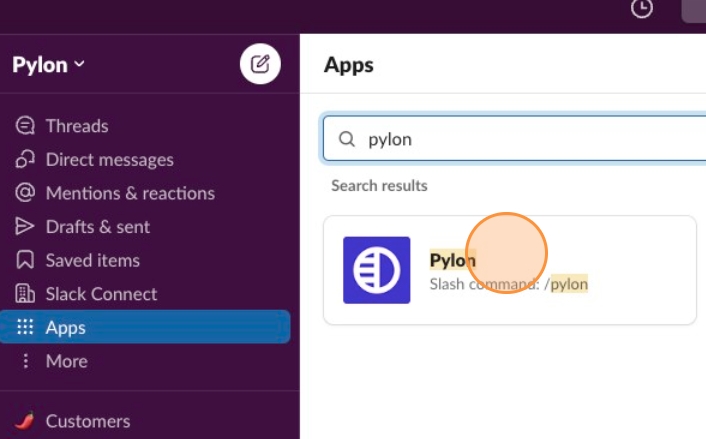 Pylon
Threads
Direct messages
Mentions & reactions
Drafts & sent
Saved items
Slack Connect
Apps
More
Customers
Apps
pylon
Search results
Pylon
Slash command: /pylon